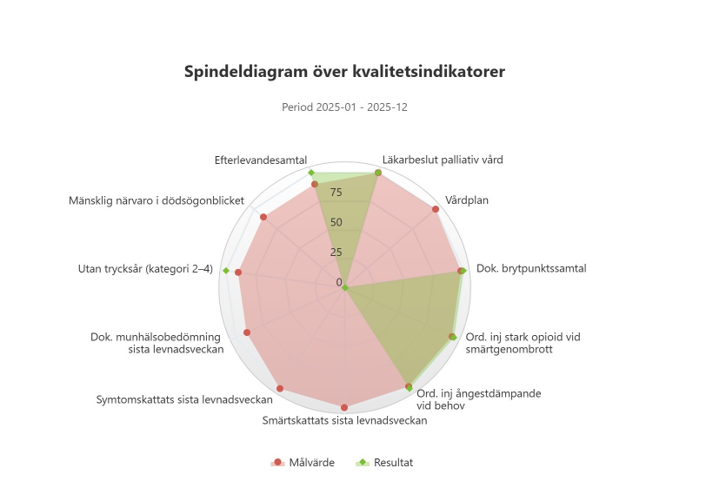 Spindeldiagram över kvalitetsindikatorer
Period 2025-01 - 2025-12
Efterlevandesamtal
Läkarbeslut palliativ vård
Mänsklig närvaro i dödsögonblicket
Vårdplan
75
50
25
0
Utan trycksår (kategori 2–4)
Dok. brytpunktssamtal
Dok. munhälsobedömning
sista levnadsveckan
Ord. inj stark opioid vid
smärtgenombrott
Symtomskattats sista levnadsveckan
Ord. inj ångestdämpande
vid behov
Smärtskattats sista levnadsveckan
Målvärde
Resultat